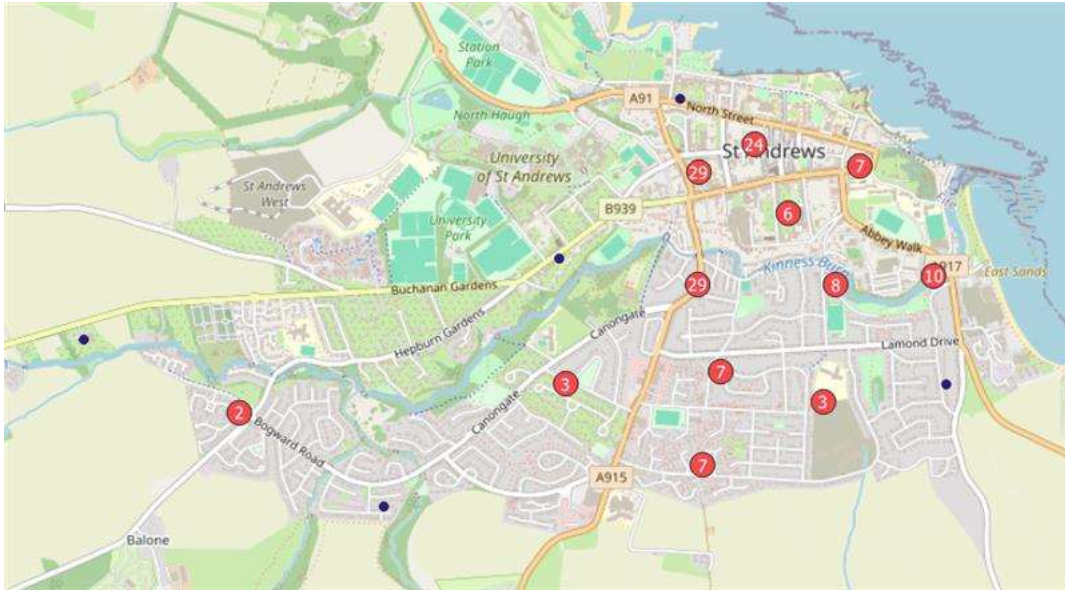 Station
Park
A91
North Street
North Haugh
24
St Andrews
University
of St Andrews
7
29
St Andrews
West
B939
6
University
Park
Abbey Walk
Kinness Burn
10
917
East Sands
Buchanan Gardens
29
8
Canongate
Hepburn Gardens
Lamond Drive
7
3
3
2
Canongate
Bogward Road
7
A915
Balone